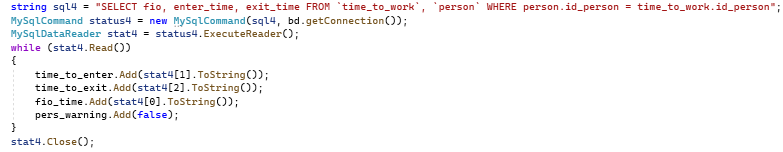 string sql4 = "SELECT fio, enter_time, exit_time FROM `time_to_work`, `person` WHERE person.id_person = time_to_work.id_person";
MySqlCommand status4 = new MySqlCommand(sql4, bd.getConnection());
MySqlDataReader stat4 = status4.ExecuteReader();
while (stat4.Read())
{
time_to_enter.Add(stat4[1].ToString());
time_to_exit.Add(stat4[2].ToString());
fio_time.Add(stat4[0].ToString());
pers_warning.Add(false);
}
stat4.Close();